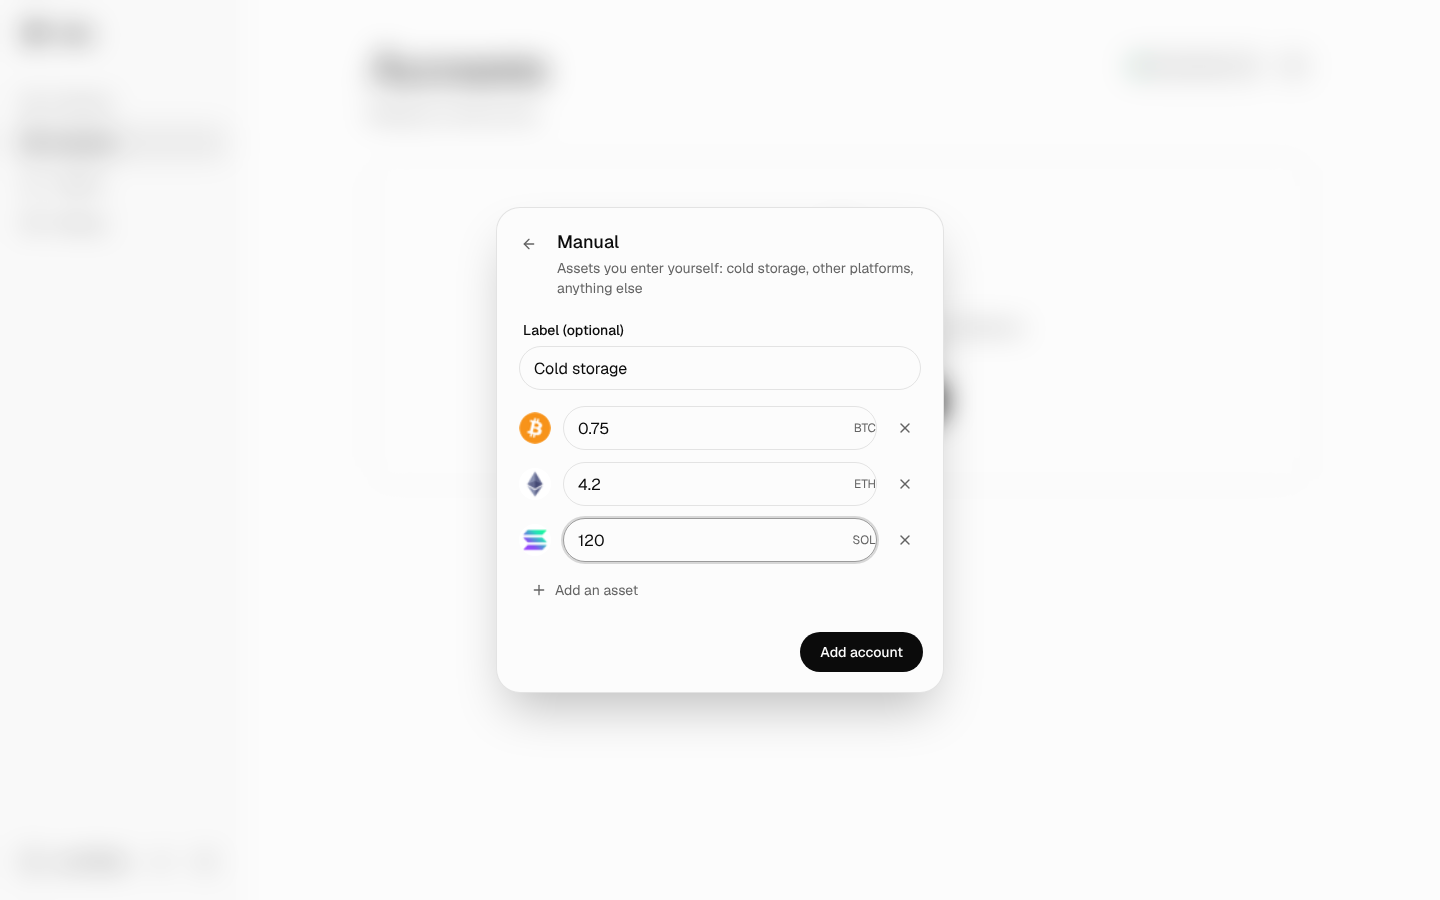 Manual
Assets you enter yourself: cold storage, other platforms,
anything else
Label (optional)
Cold storage
0.75 BTC
4.2 ETH
120 SOL
Add an asset
Add account